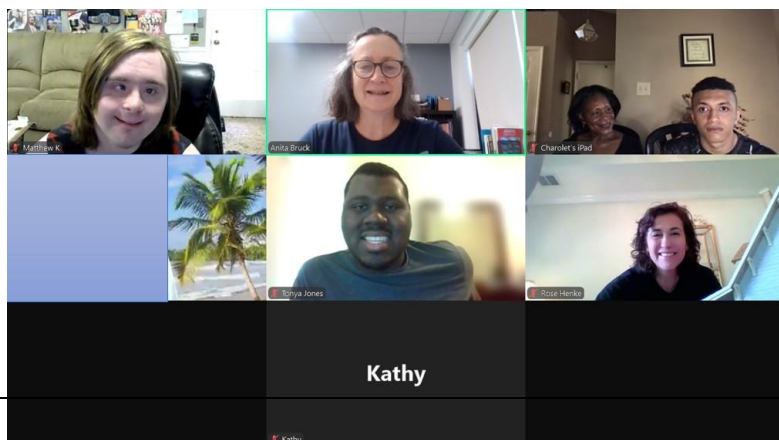 Matthew K
Anita Bruck
Charolet's iPad
Tonya Jones
Rose Henke
Kathy
Kathy